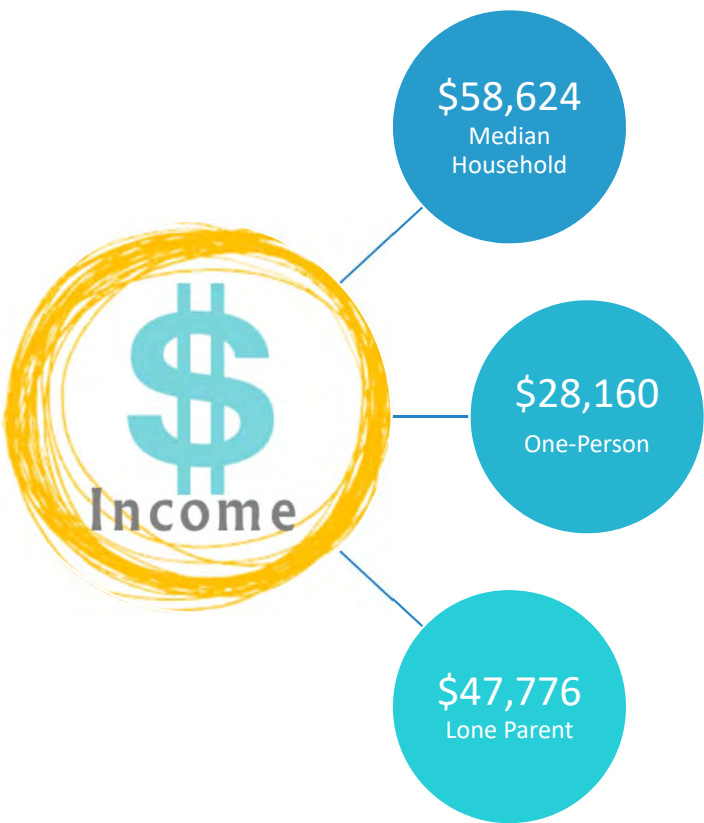 $58,624
Median
Household
$
Income
$28,160
One-Person
$47,776
Lone Parent